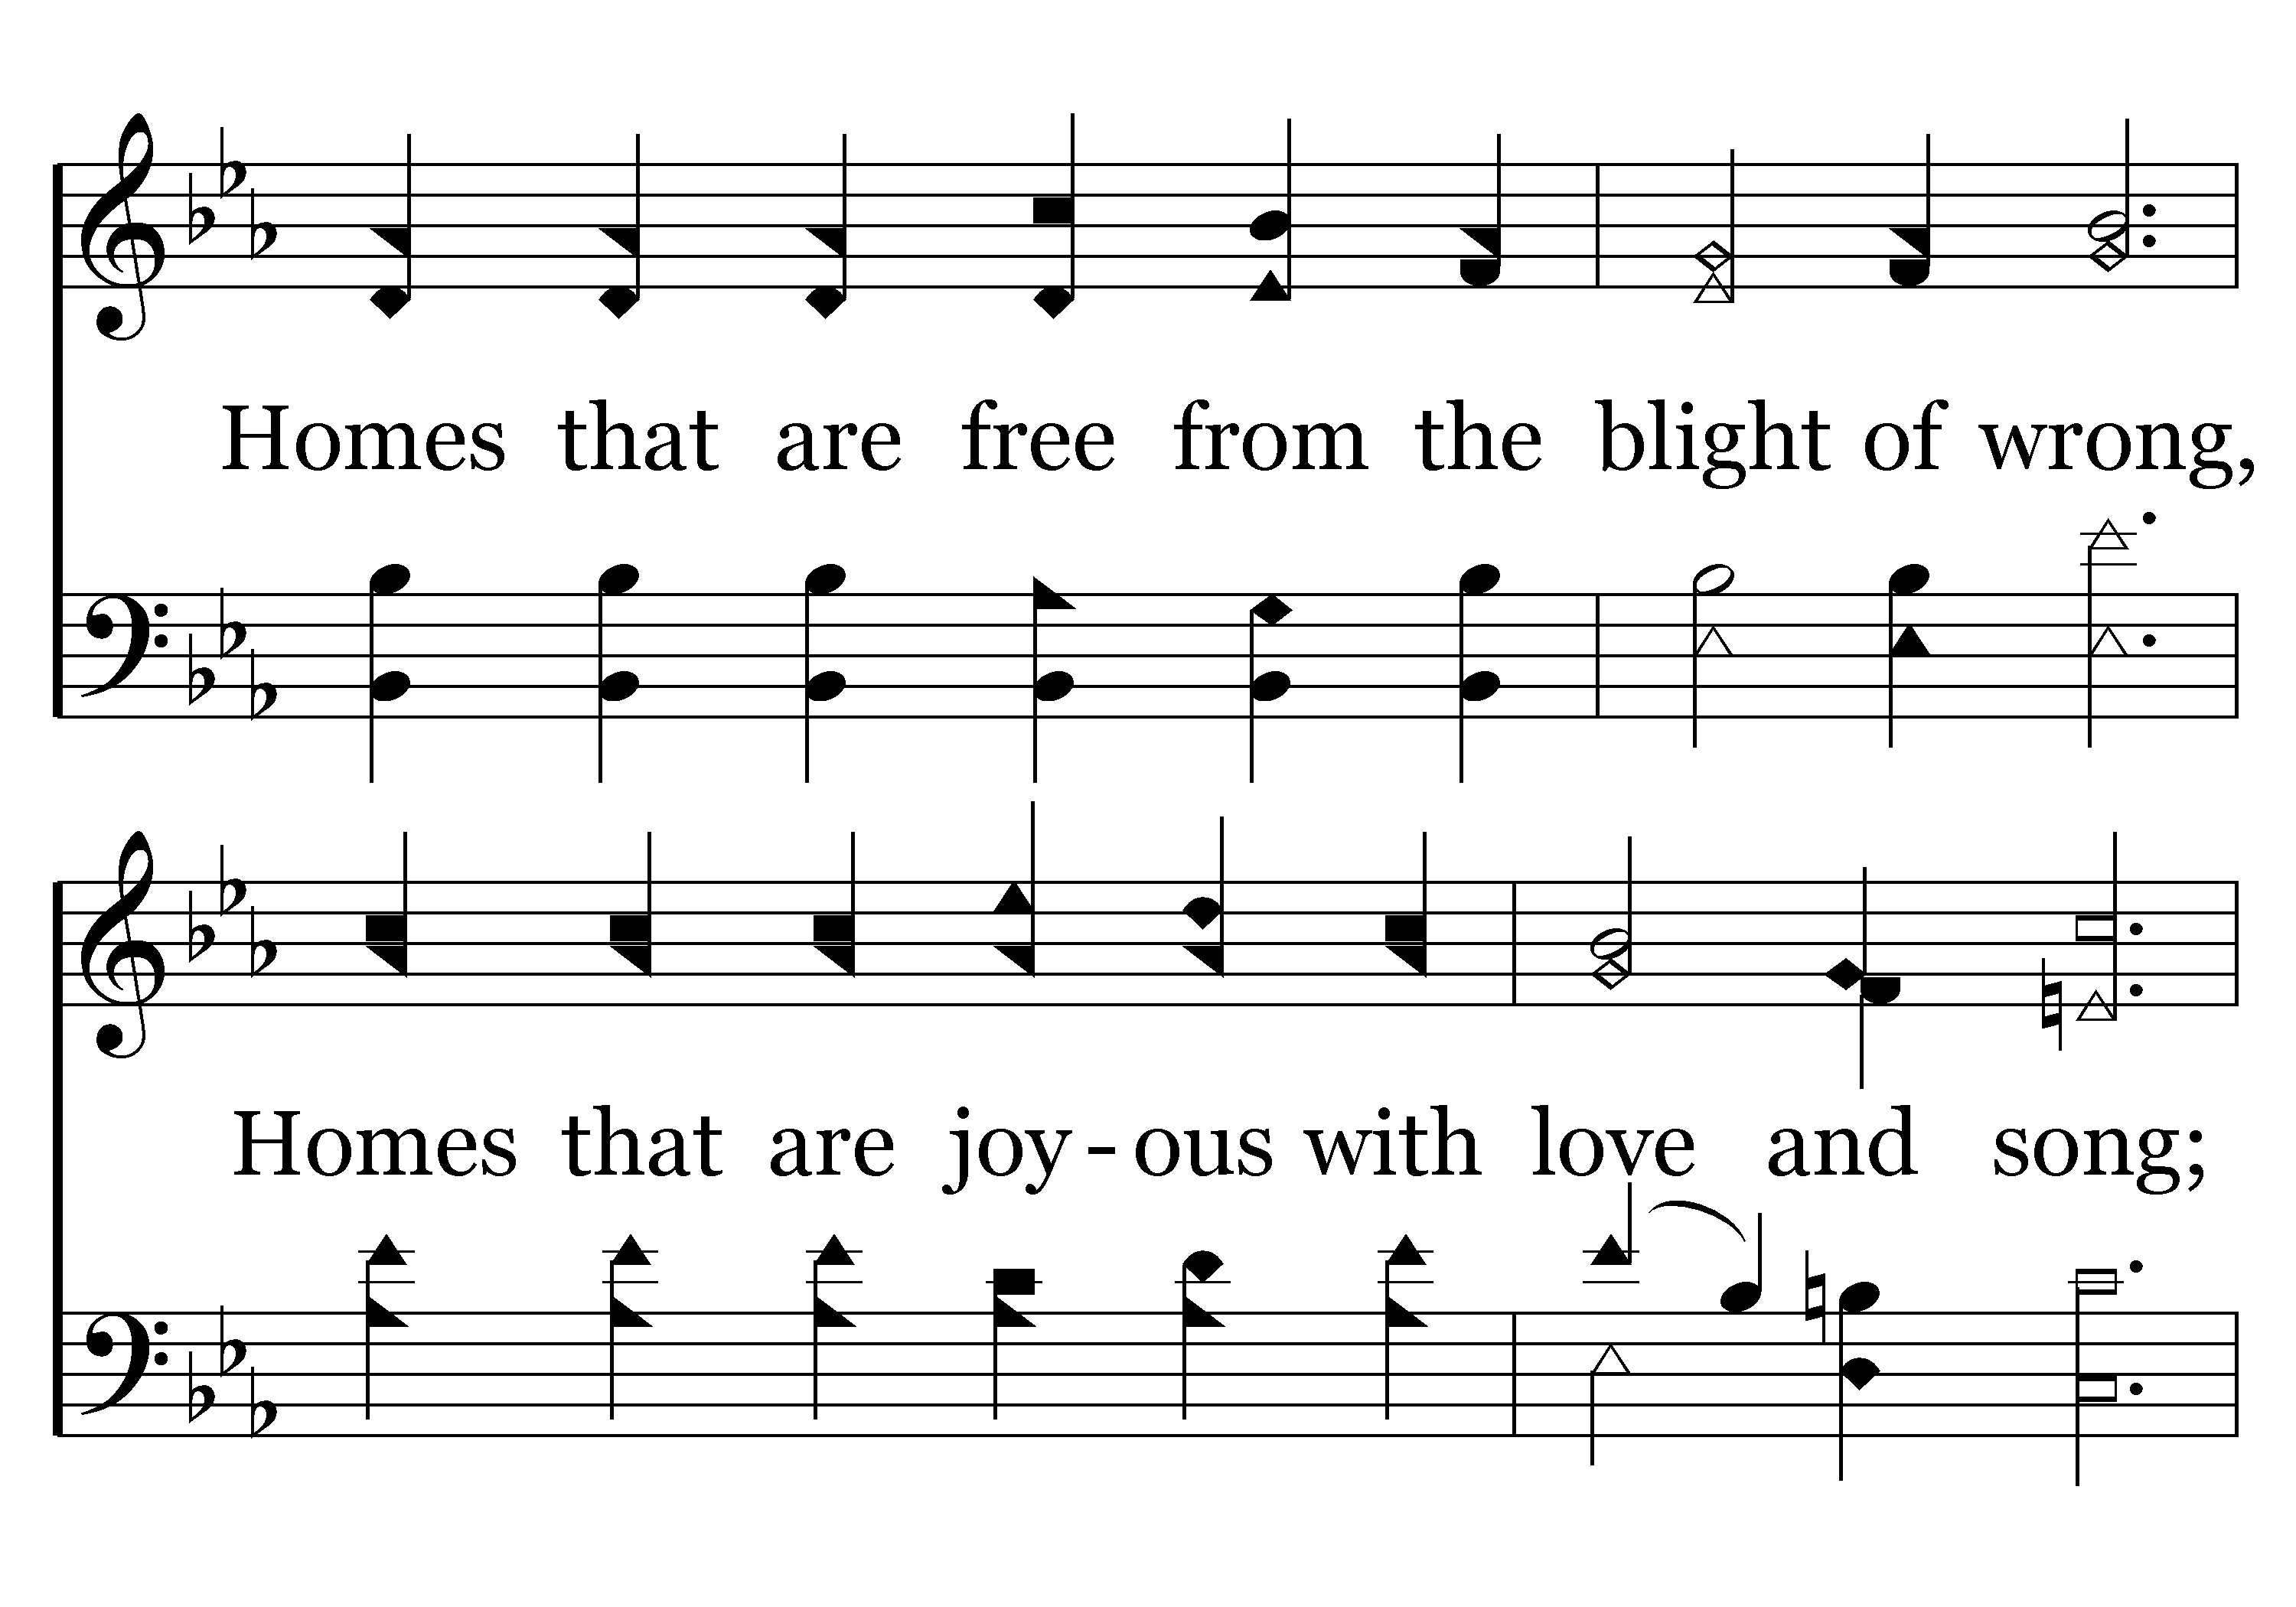 Homes that are free from the blight of wrong,
Homes that are joy-ous with love and song;